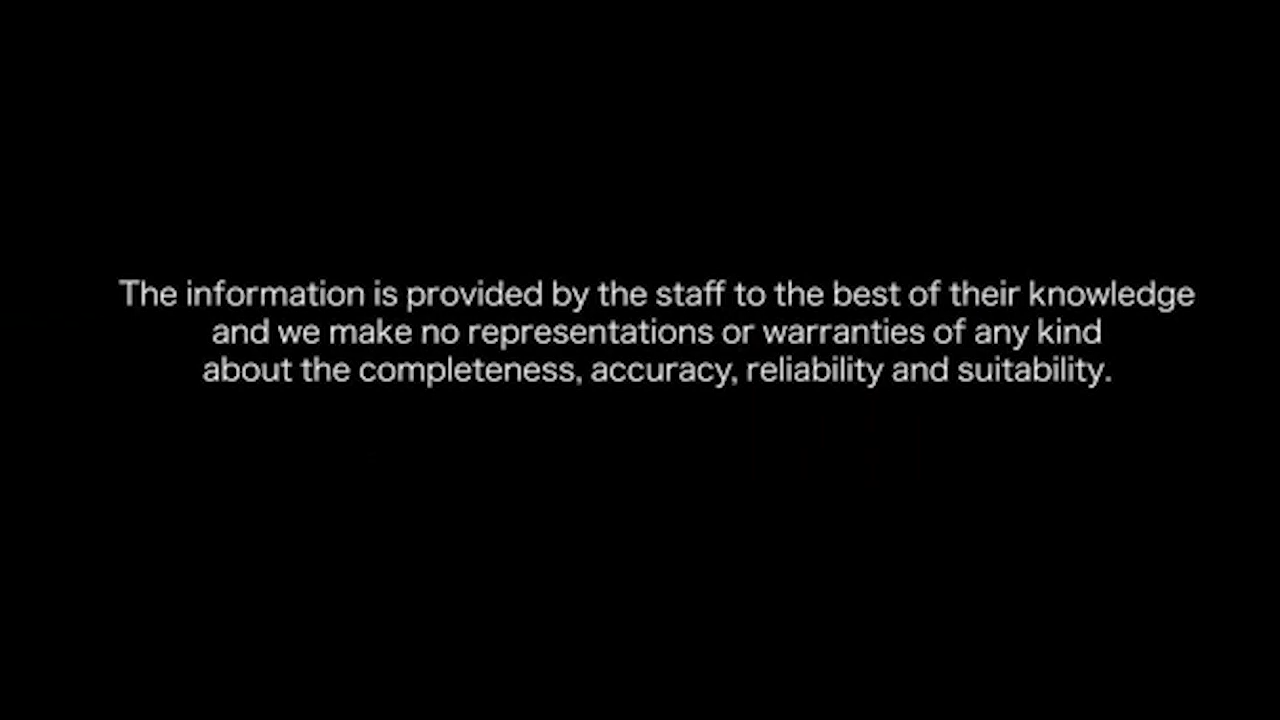 The information is provided by the staff to the best of their knowledge
and we make no representations or warranties of any kind
about the completeness, accuracy, reliability and suitability.